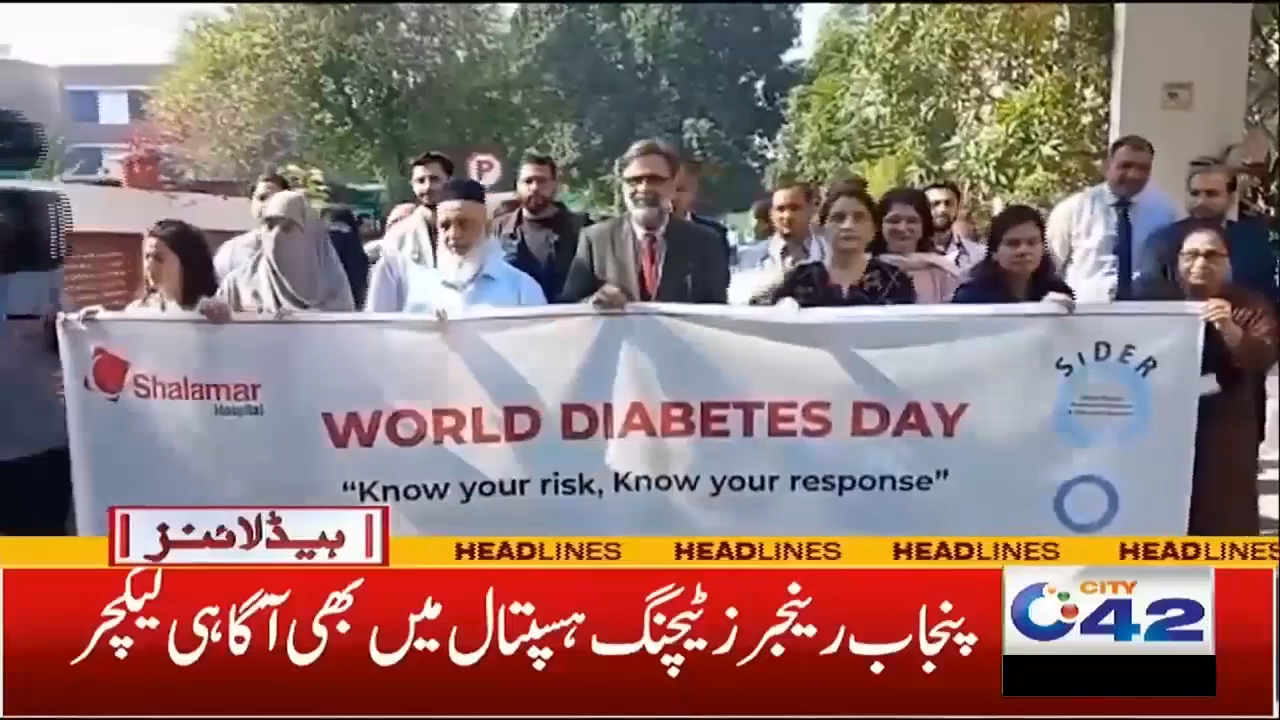 P
Shalamar
Hospital
SiDER
WORLD DIABETES DAY
“Know your risk, Know your response”
ہیڈلائنز
HEADLINES HEADLINES HEADLINES HEADLINES
پنجاب رینجرز ٹیچنگ ہسپتال میں بھی آگاہی لیکچر
CITY
42